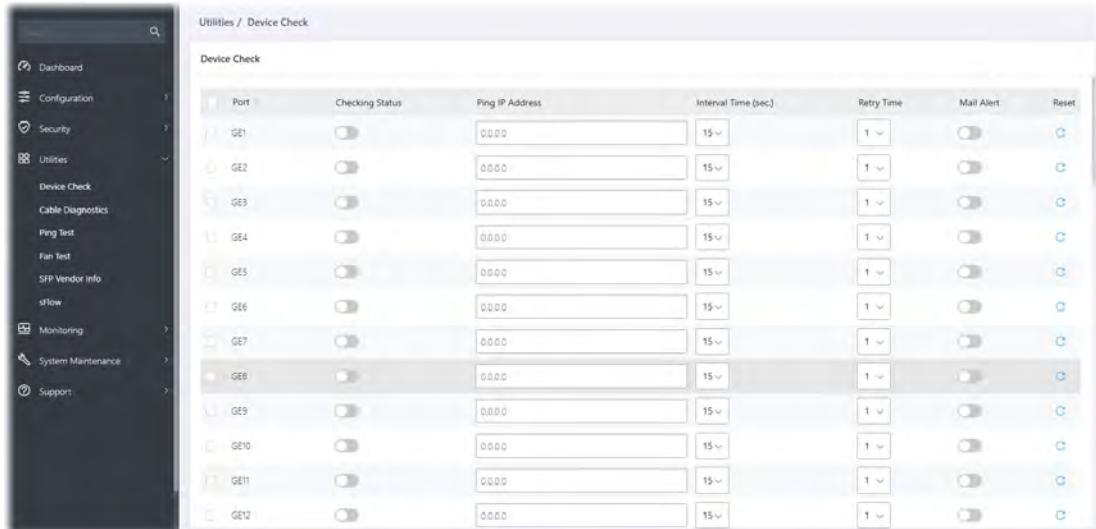 Utilities / Device Check
Dashboard
Configuration
Security
Utilities
Device Check
Cable Diagnostics
Ping Test
Fan Test
SFP Vendor Info
sFlow
Monitoring
System Maintenance
Support
Device Check
Port Checking Status Ping IP Address Interval Time (sec.) Retry Time Mail Alert Reset
GE1 0.0.0.0 15 1
GE2 0.0.0.0 15 1
GE3 0.0.0.0 15 1
GE4 0.0.0.0 15 1
GE5 0.0.0.0 15 1
GE6 0.0.0.0 15 1
GE7 0.0.0.0 15 1
GE8 0.0.0.0 15 1
GE9 0.0.0.0 15 1
GE10 0.0.0.0 15 1
GE11 0.0.0.0 15 1
GE12 0.0.0.0 15 1